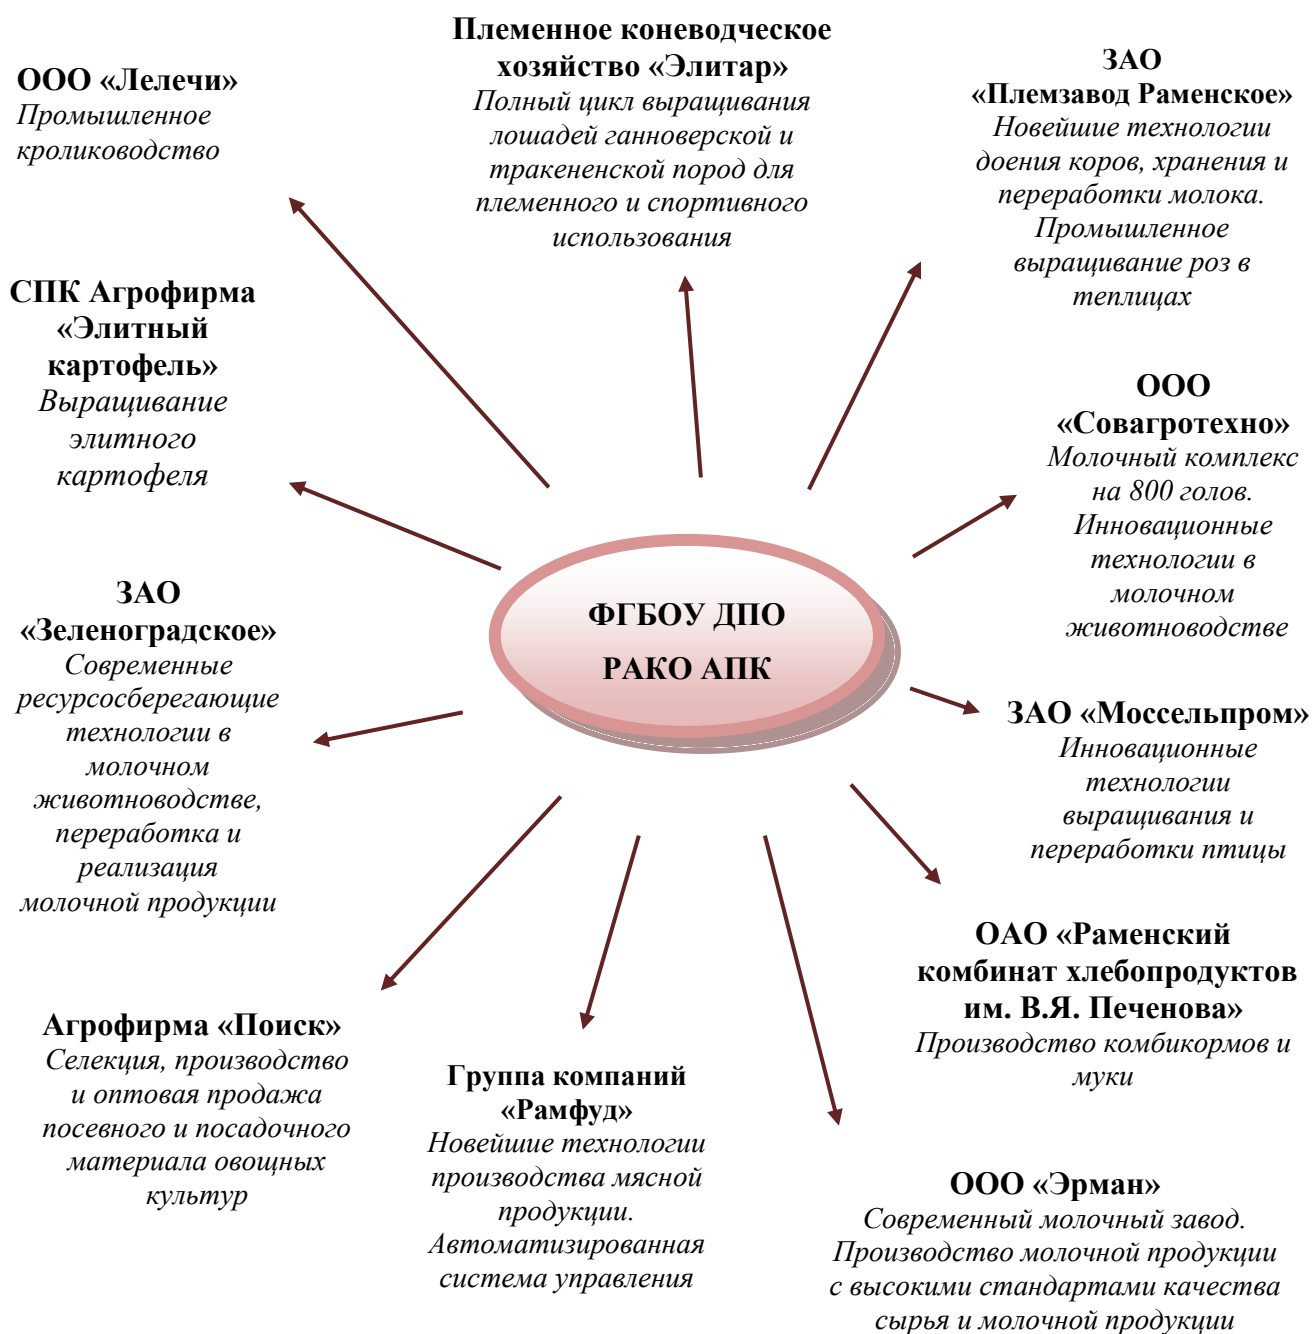 Племенное коневодческое
хозяйство «Элитар»
Полный цикл выращивания
лошадей ганноверской и
тракененской пород для
племенного и спортивного
использования
ООО «Лелечи»
Промышленное
кролиководство
ЗАО
«Племзавод Раменское»
Новейшие технологии
доения коров, хранения и
переработки молока.
Промышленное
выращивание роз в
теплицах
СПК Агрофирма
«Элитный
картофель»
Выращивание
элитного
картофеля
ООО
«Совагротехно»
Молочный комплекс
на 800 голов.
Инновационные
технологии в
молочном
животноводстве
ФГБОУ ДПО
РАКО АПК
ЗАО
«Зеленоградское»
Современные
ресурсосберегающие
технологии в
молочном
животноводстве,
переработка и
реализация
молочной продукции
ЗАО «Моссельпром»
Инновационные
технологии
выращивания и
переработки птицы
ОАО «Раменский
комбинат хлебопродуктов
им. В.Я. Печенова»
Производство комбикормов и
муки
Агрофирма «Поиск»
Селекция, производство
и оптовая продажа
посевного и посадочного
материала овощных
культур
Группа компаний
«Рамфуд»
Новейшие технологии
производства мясной
продукции.
Автоматизированная
система управления
ООО «Эрман»
Современный молочный завод.
Производство молочной продукции
с высокими стандартами качества
сырья и молочной продукции